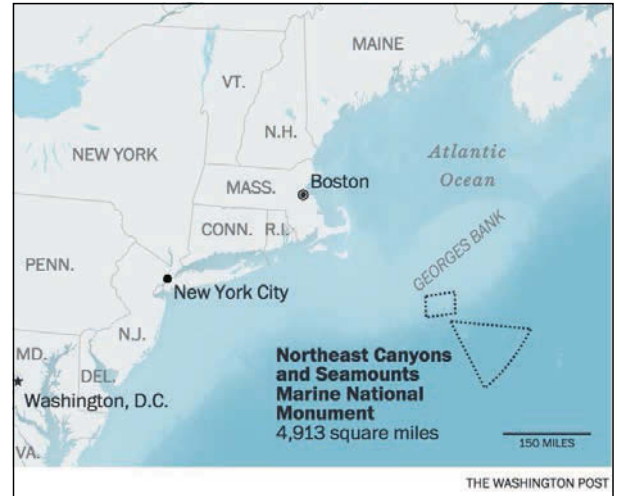 MAINE
VT.
N.H.
NEW YORK
Atlantic
Ocean
MASS.
Boston
CONN.
R.I.
GEORGES BANK
PENN.
New York City
N.J.
MD.
DEL.
Washington, D.C.
VA.
Northeast Canyons
and Seamounts
Marine National
Monument
4,913 square miles
150 MILES
THE WASHINGTON POST